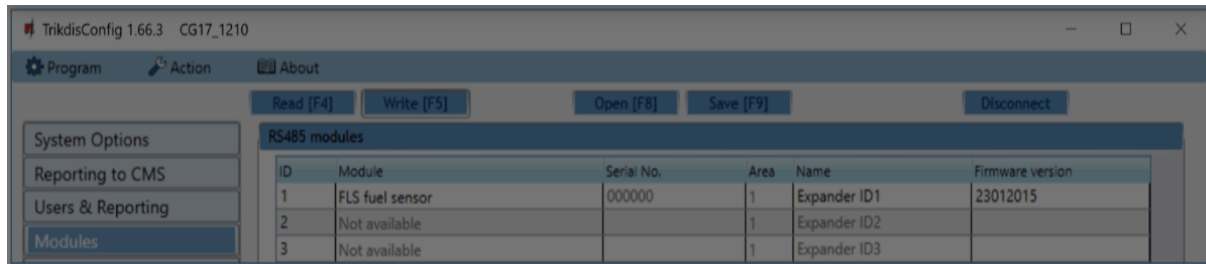 TrikdisConfig 1.66.3 CG17_1210
Program Action About
Read [F4] Write [F5] Open [F8] Save [F9] Disconnect
System Options
Reporting to CMS
Users & Reporting
Modules
RS485 modules
ID Module Serial No. Area Name Firmware version
1 FLS fuel sensor 000000 1 Expander ID1 23012015
2 Not available 1 Expander ID2
3 Not available 1 Expander ID3